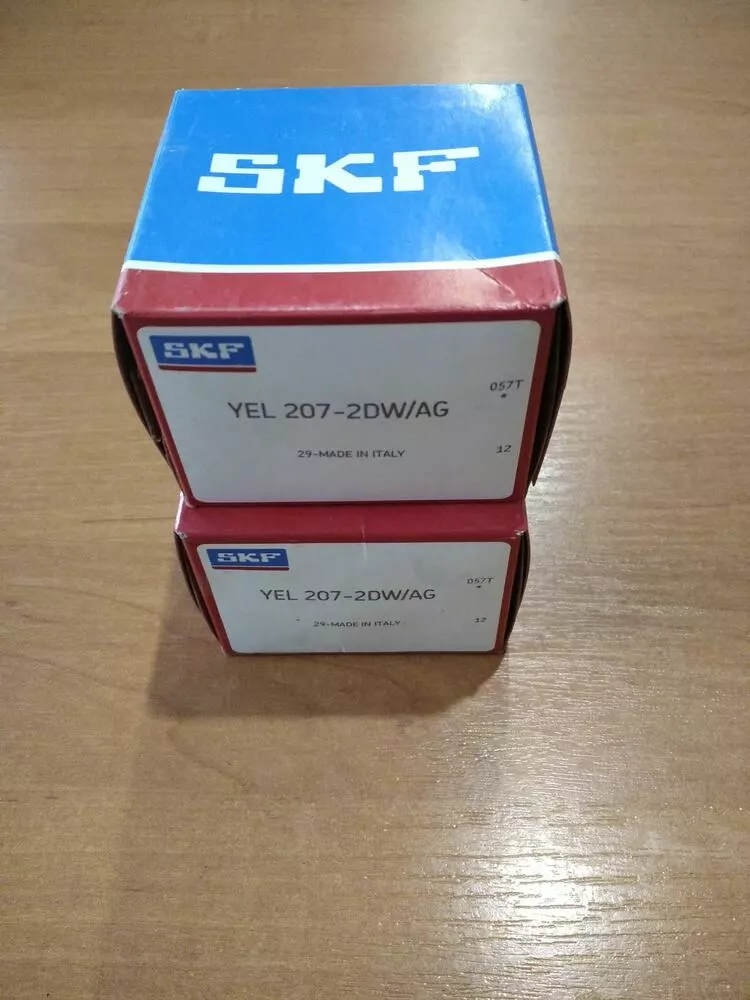 SKF
SKF
057T
YEL 207-2DW/AG
29-MADE IN ITALY
12
SKF
057T
YEL 207-2DW/AG
29-MADE IN ITALY
12